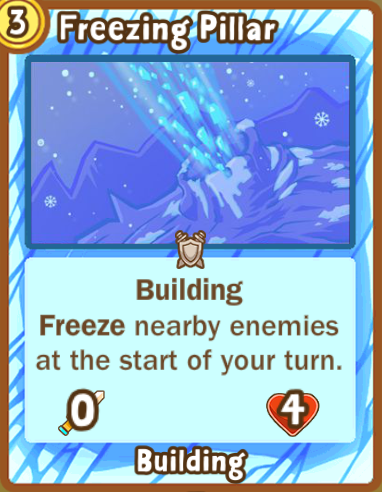 3
Freezing Pillar
Building
Freeze nearby enemies
at the start of your turn.
0 4
Building